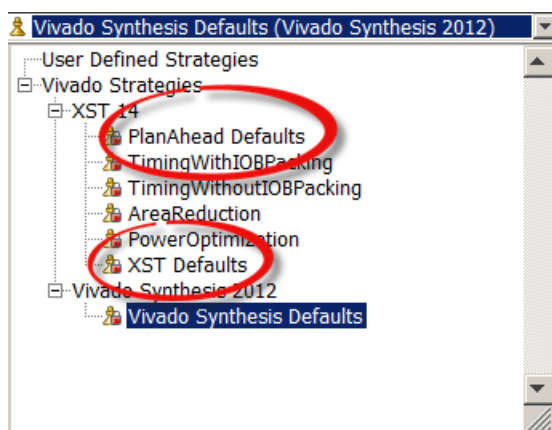 Vivado Synthesis Defaults (Vivado Synthesis 2012)
User Defined Strategies
Vivado Strategies
XST 14
PlanAhead Defaults
TimingWithIOBPacking
TimingWithoutIOBPacking
AreaReduction
PowerOptimization
XST Defaults
Vivado Synthesis 2012
Vivado Synthesis Defaults